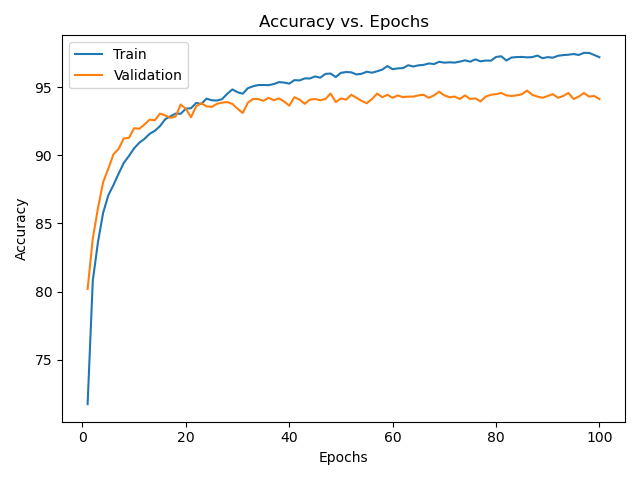 Accuracy vs. Epochs
Train
Validation
95
90
85
80
75
Accuracy
0 20 40 60 80 100
Epochs